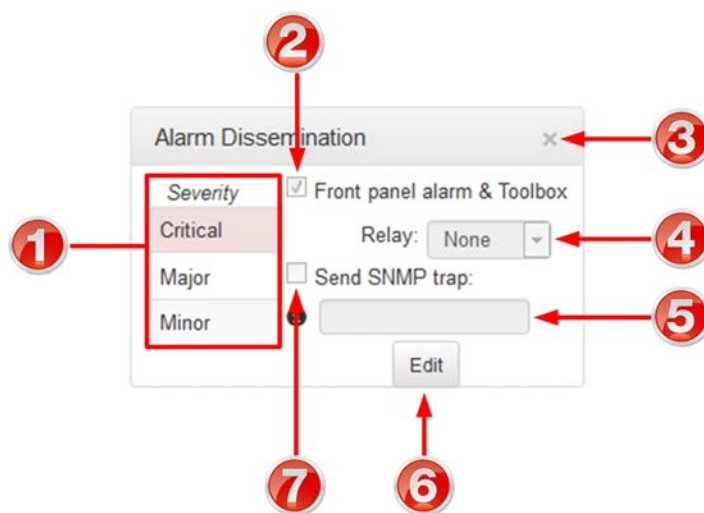 2
Alarm Dissemination
3
Severity
Front panel alarm & Toolbox
Critical
Relay: None
4
1
Major
Send SNMP trap:
Minor
5
Edit
7
6